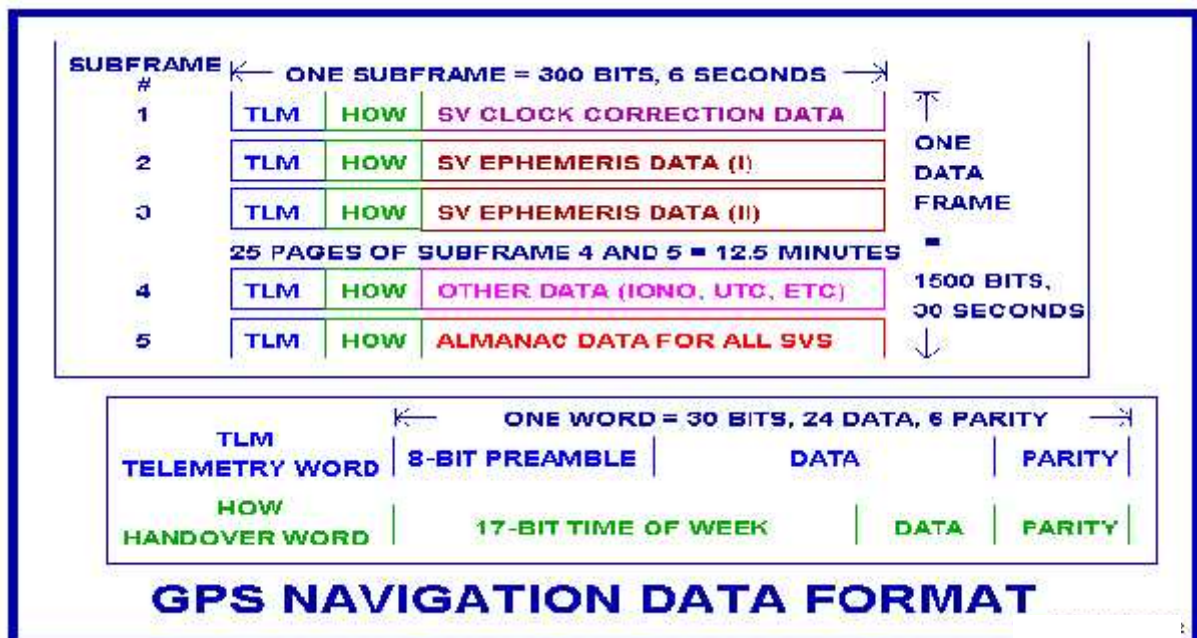 SUBFRAME
#
ONE SUBFRAME = 300 BITS, 6 SECONDS
1 TLM HOW SV CLOCK CORRECTION DATA
2 TLM HOW SV EPHEMERIS DATA (I)
3 TLM HOW SV EPHEMERIS DATA (II)
25 PAGES OF SUBFRAME 4 AND 5 = 12.5 MINUTES
4 TLM HOW OTHER DATA (IONO, UTC, ETC)
5 TLM HOW ALMANAC DATA FOR ALL SVS
ONE
DATA
FRAME
=
1500 BITS,
30 SECONDS
ONE WORD = 30 BITS, 24 DATA, 6 PARITY
TLM
TELEMETRY WORD 8-BIT PREAMBLE DATA PARITY
HOW
HANDOVER WORD 17-BIT TIME OF WEEK DATA PARITY
GPS NAVIGATION DATA FORMAT